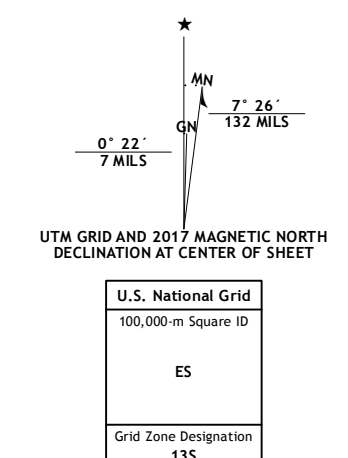 ★
MN
7° 26´
132 MILS
GN
0° 22´
7 MILS
UTM GRID AND 2017 MAGNETIC NORTH
DECLINATION AT CENTER OF SHEET
U.S. National Grid
100,000-m Square ID
ES
Grid Zone Designation
13S